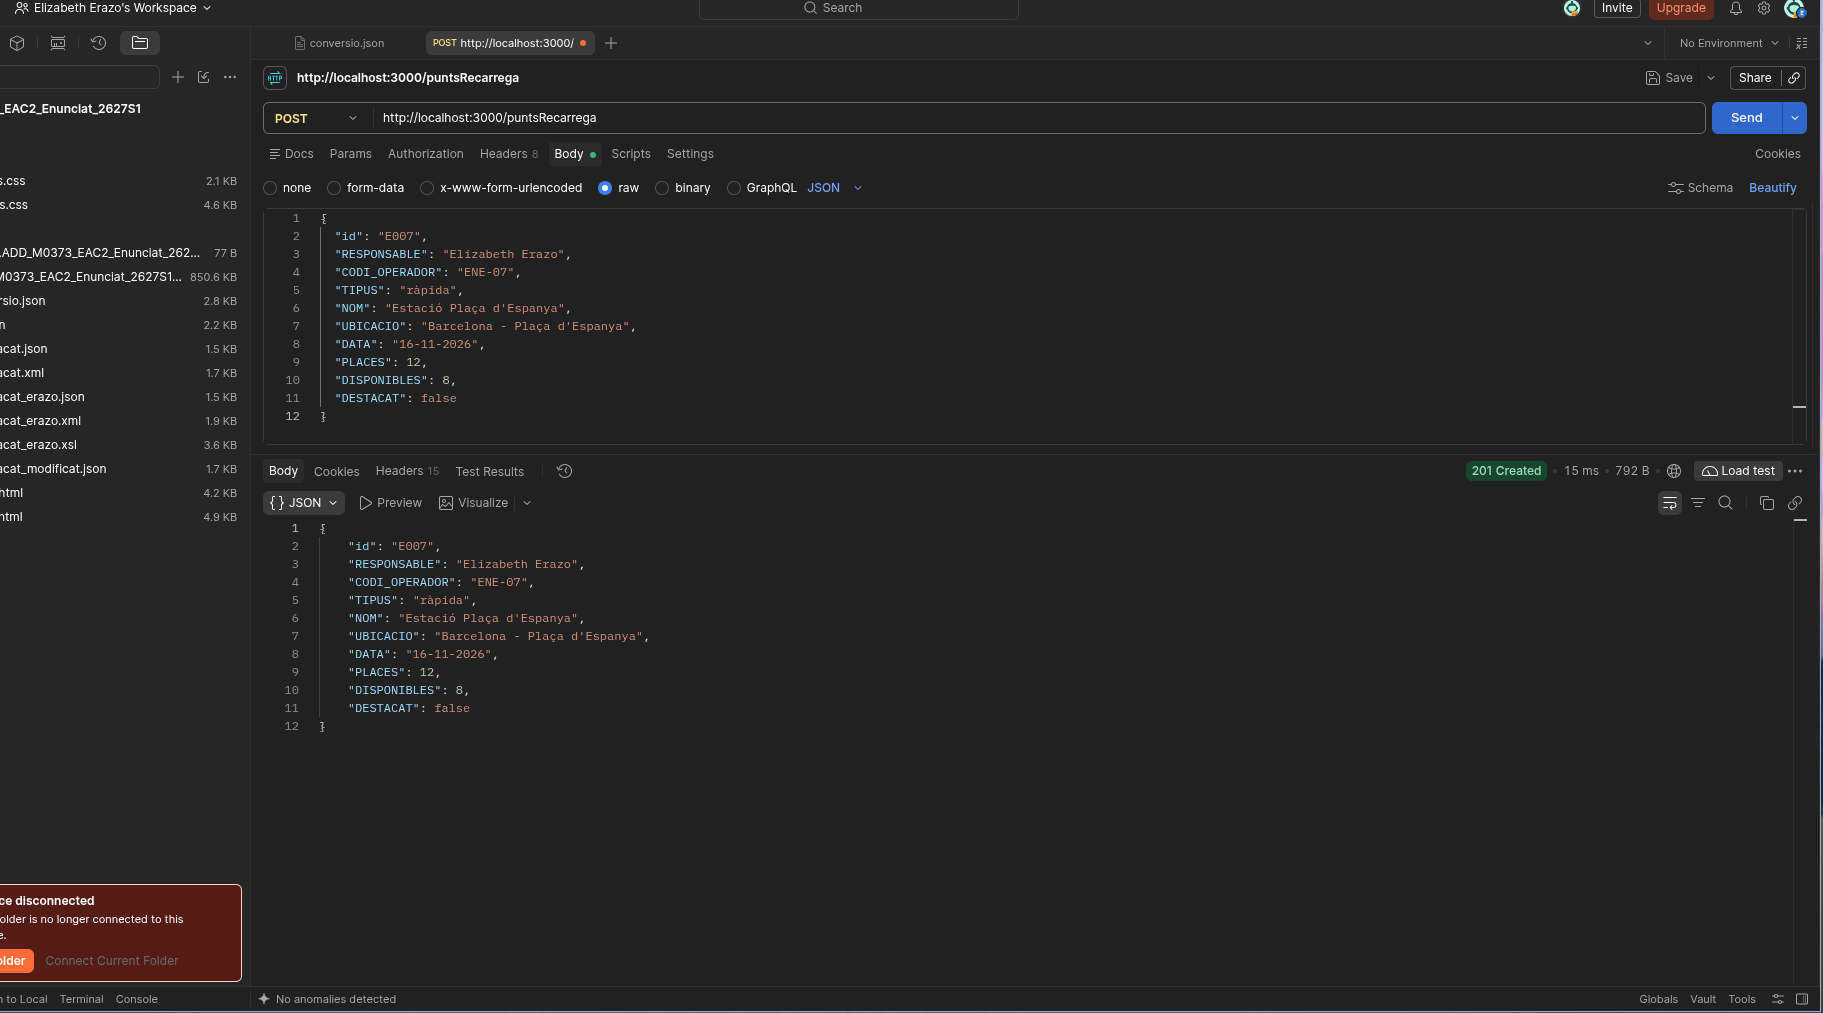 Elizabeth Erazo's Workspace
Search
Invite
Upgrade
conversio.json
POST http://localhost:3000/
No Environment
http://localhost:3000/puntsRecarrega
Save
Share
_EAC2_Enunciat_2627S1
POST
http://localhost:3000/puntsRecarrega
Send
Docs
Params
Authorization
Headers 8
Body
Scripts
Settings
Cookies
none
form-data
x-www-form-urlencoded
raw
binary
GraphQL
JSON
Schema
Beautify
s.css 2.1 KB
s.css 4.6 KB
.ADD_M0373_EAC2_Enunciat_262... 77 B
M0373_EAC2_Enunciat_2627S1... 850.6 KB
rsio.json 2.8 KB
n 2.2 KB
acat.json 1.5 KB
acat.xml 1.7 KB
acat_erazo.json 1.5 KB
acat_erazo.xml 1.9 KB
acat_erazo.xsl 3.6 KB
acat_modificat.json 1.7 KB
html 4.2 KB
html 4.9 KB
1 {
2 "id": "E007",
3 "RESPONSABLE": "Elizabeth Erazo",
4 "CODI_OPERADOR": "ENE-07",
5 "TIPUS": "ràpida",
6 "NOM": "Estació Plaça d'Espanya",
7 "UBICACIO": "Barcelona - Plaça d'Espanya",
8 "DATA": "16-11-2026",
9 "PLACES": 12,
10 "DISPONIBLES": 8,
11 "DESTACAT": false
12 }
Body
Cookies
Headers 15
Test Results
201 Created
15 ms
792 B
Load test
{} JSON
Preview
Visualize
1 {
2 "id": "E007",
3 "RESPONSABLE": "Elizabeth Erazo",
4 "CODI_OPERADOR": "ENE-07",
5 "TIPUS": "ràpida",
6 "NOM": "Estació Plaça d'Espanya",
7 "UBICACIO": "Barcelona - Plaça d'Espanya",
8 "DATA": "16-11-2026",
9 "PLACES": 12,
10 "DISPONIBLES": 8,
11 "DESTACAT": false
12 }
ce disconnected
older is no longer connected to this
e.
older
Connect Current Folder
n to Local
Terminal
Console
No anomalies detected
Globals
Vault
Tools